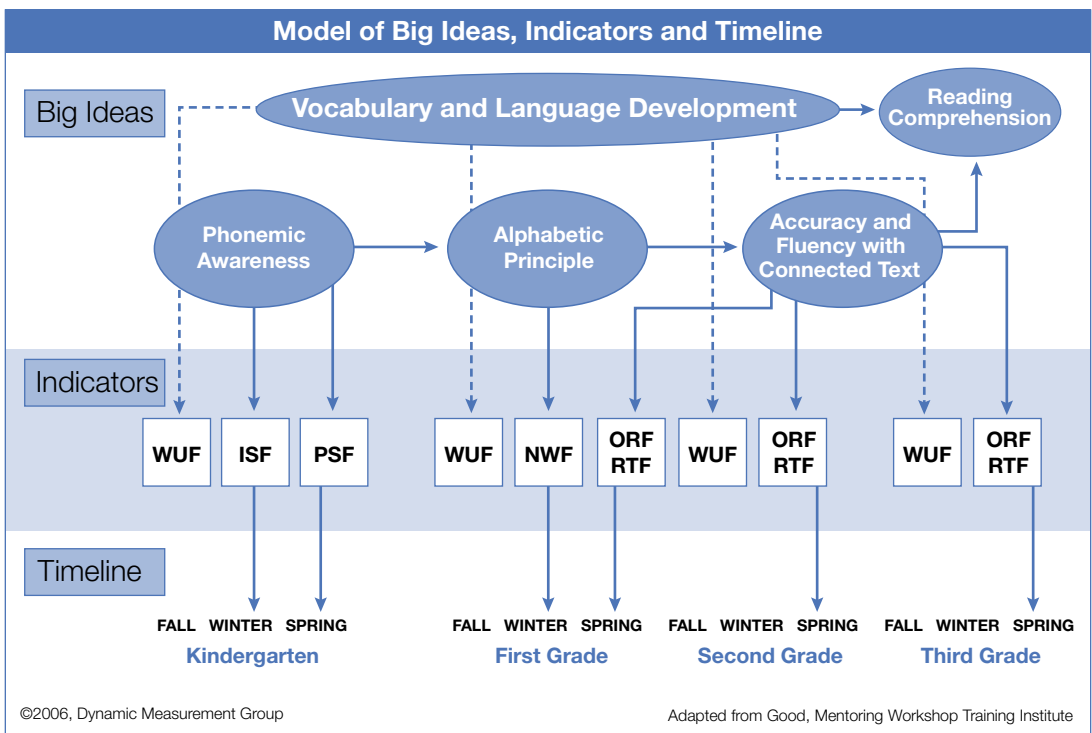 Model of Big Ideas, Indicators and Timeline
Big Ideas
Vocabulary and Language Development
Reading
Comprehension
Phonemic
Awareness
Alphabetic
Principle
Accuracy and
Fluency with
Connected Text
Indicators
WUF
ISF
PSF
WUF
NWF
ORF
RTF
WUF
ORF
RTF
WUF
ORF
RTF
Timeline
FALL WINTER SPRING
Kindergarten
FALL WINTER SPRING
First Grade
FALL WINTER SPRING
Second Grade
FALL WINTER SPRING
Third Grade
©2006, Dynamic Measurement Group
Adapted from Good, Mentoring Workshop Training Institute